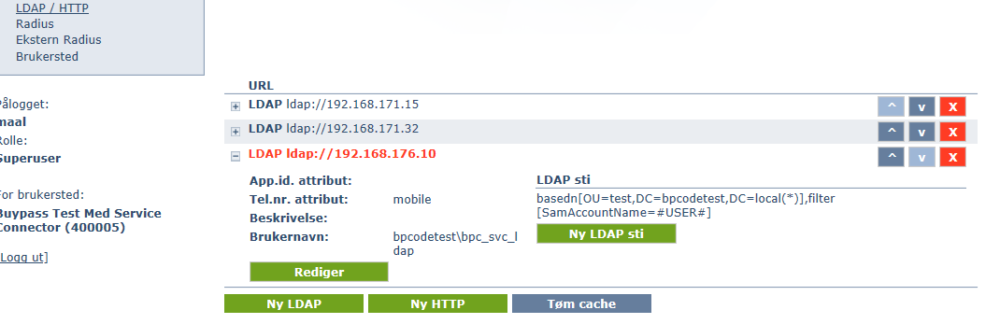 LDAP / HTTP
Radius
Ekstern Radius
Brukersted
Pålogget:
maal
Rolle:
Superuser
For brukersted:
Buypass Test Med Service
Connector (400005)
[Logg ut]
URL
LDAP ldap://192.168.171.15 ^ v X
LDAP ldap://192.168.171.32 ^ v X
LDAP ldap://192.168.176.10 ^ v X
App.id. attribut:
Tel.nr. attribut: mobile
Beskrivelse:
Brukernavn: bpcodetest\bpc_svc_l
dap
Rediger
LDAP sti
basedn[OU=test,DC=bpcodetest,DC=local(*)],filter
[SamAccountName=#USER#]
Ny LDAP sti
Ny LDAP Ny HTTP Tøm cache